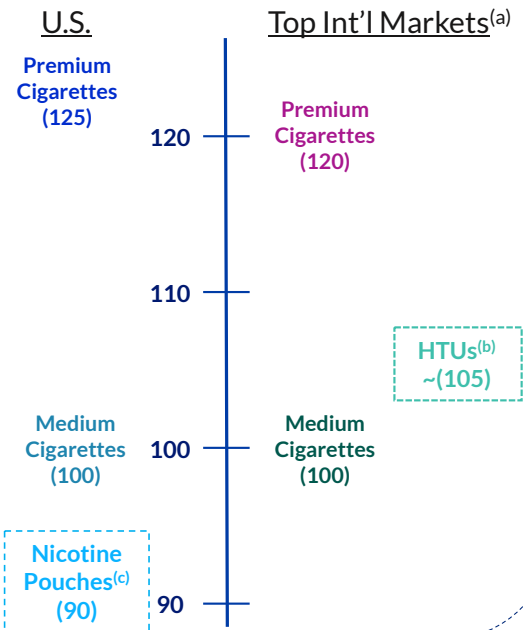 U.S.
Top Int'l Markets(a)
Premium
Cigarettes
(125)
Premium
Cigarettes
(120)
120
110
HTUs(b)
~(105)
Medium
Cigarettes
(100)
100
Medium
Cigarettes
(100)
Nicotine
Pouches(c)
(90)
90